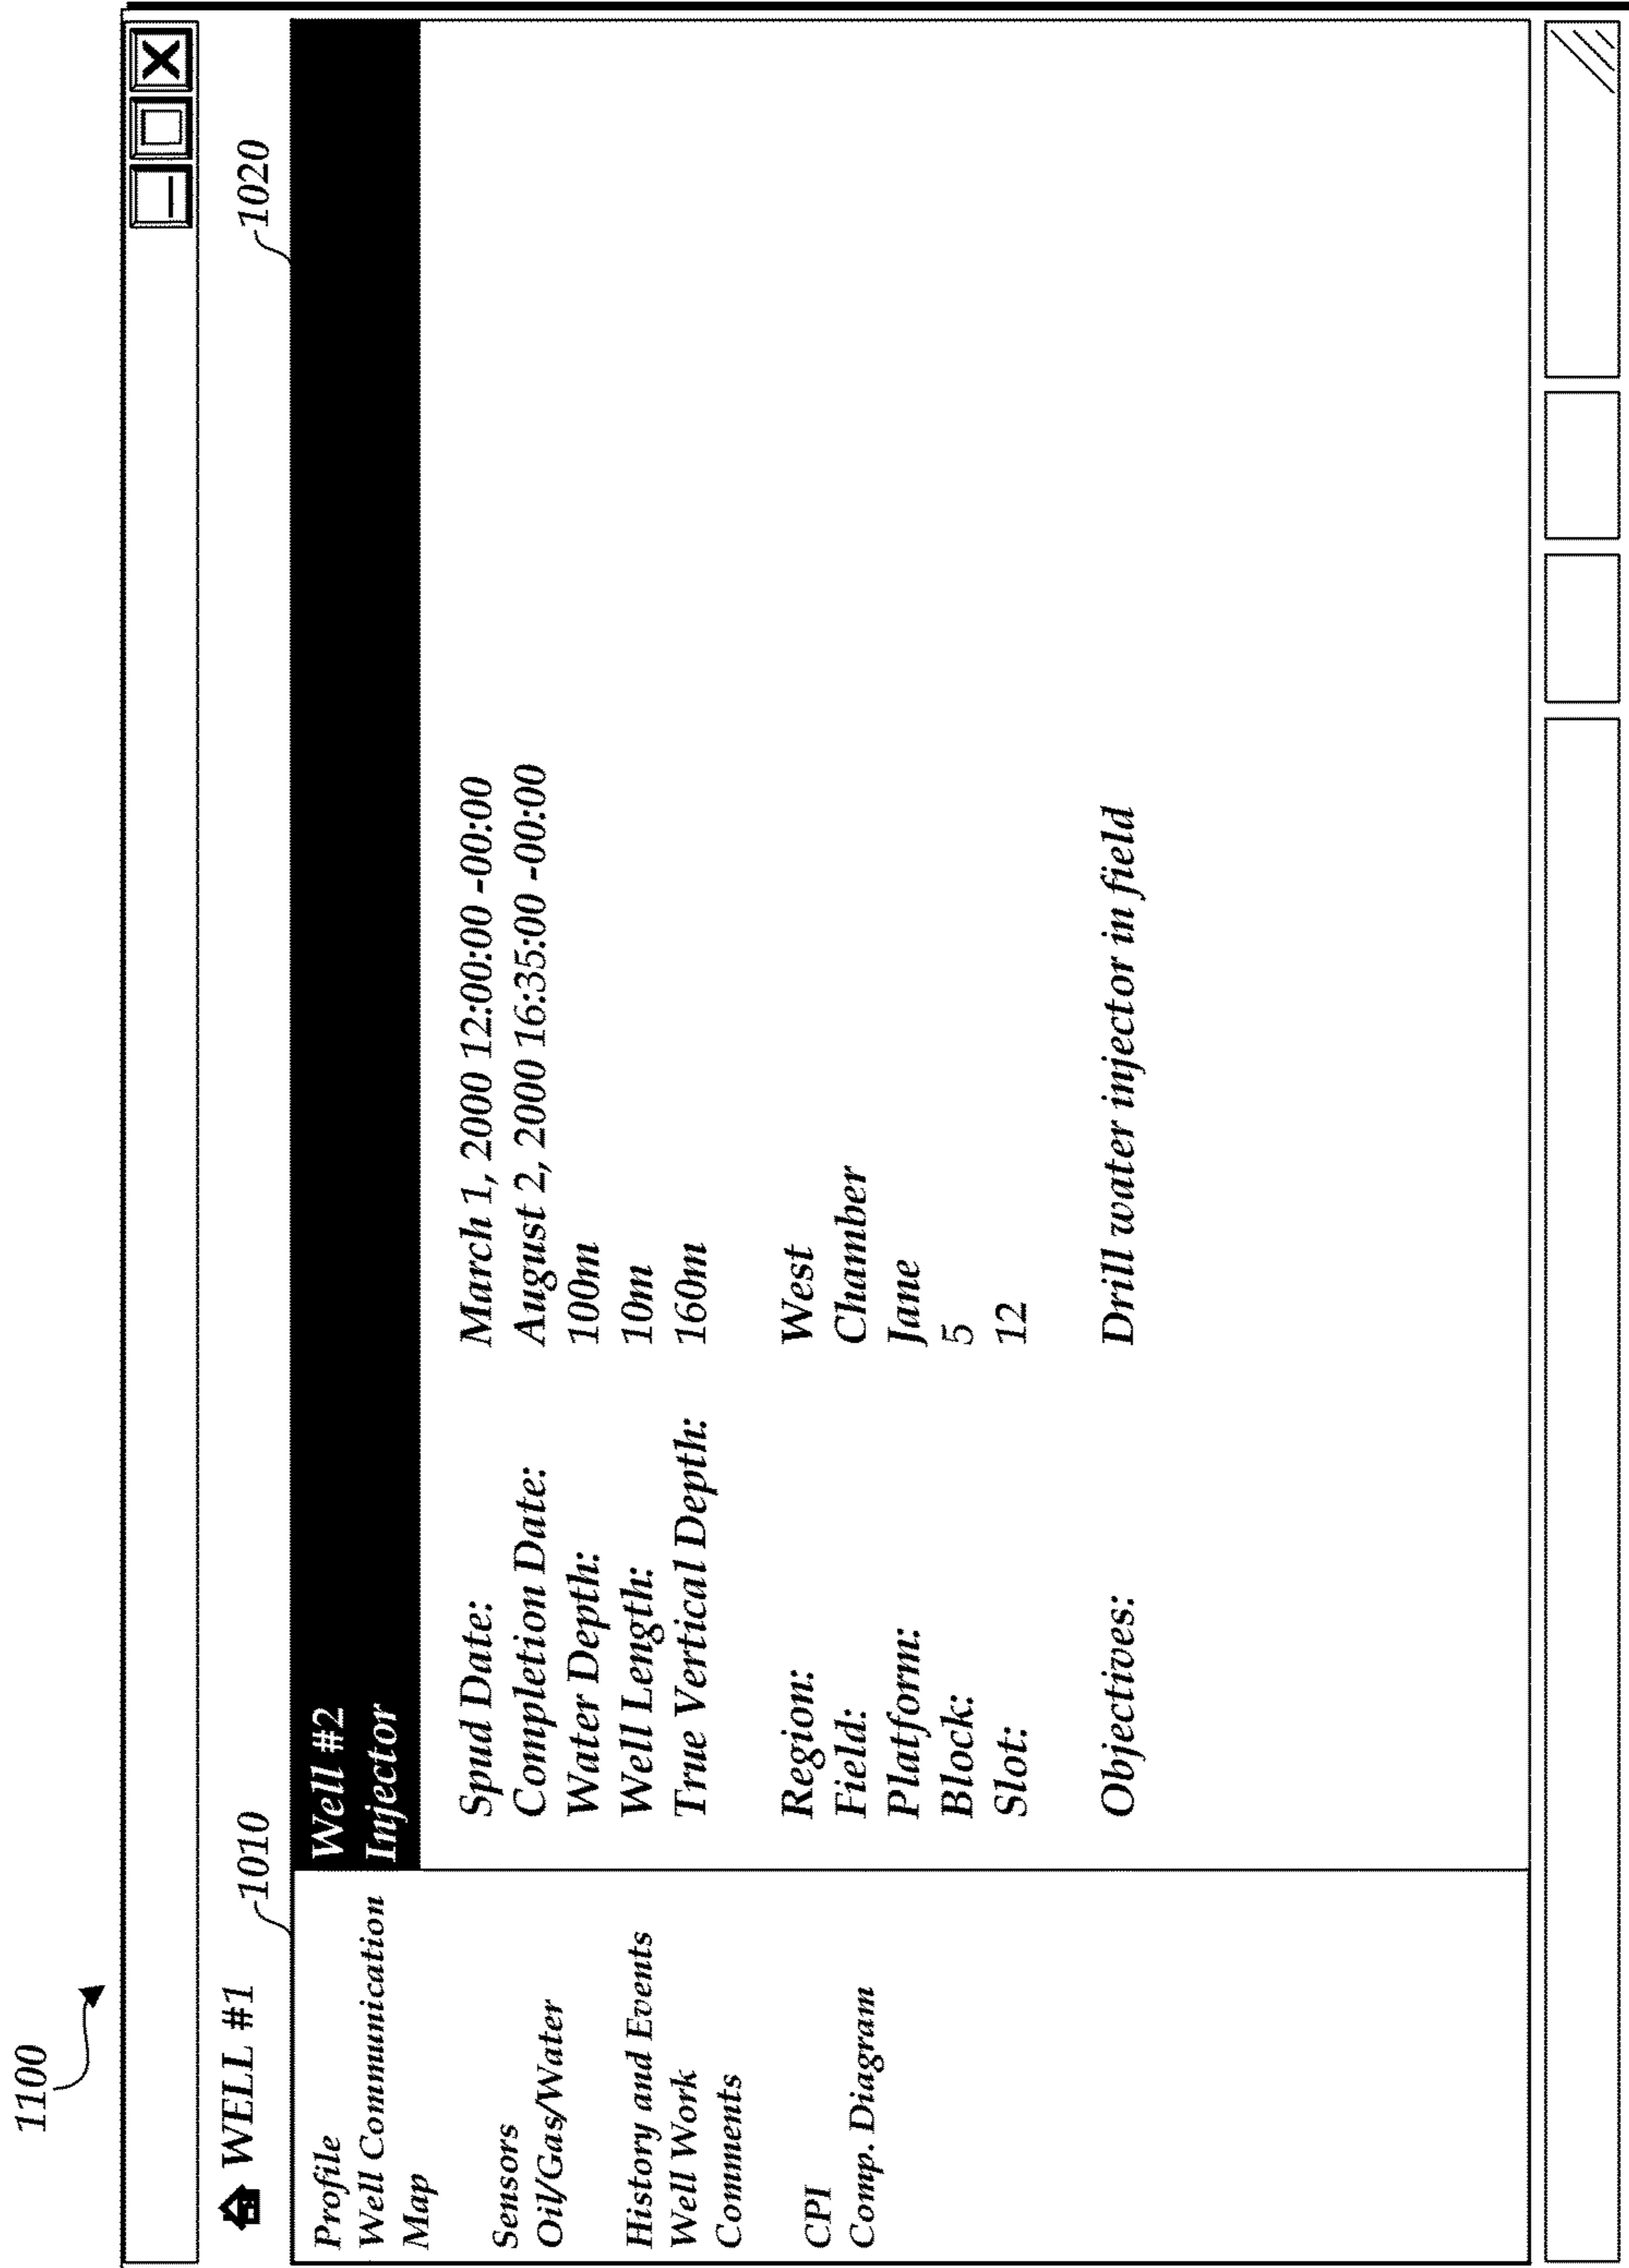 1100
WELL #1
1010
1020
Profile
Well Communication
Map
Sensors
Oil/Gas/Water
History and Events
Well Work
Comments
CPI
Comp. Diagram
Well #2
Injector
Spud Date: March 1, 2000 12:00:00 -00:00
Completion Date: August 2, 2000 16:35:00 -00:00
Water Depth: 100m
Well Length: 10m
True Vertical Depth: 160m
Region: West
Field: Chamber
Platform: Jane
Block: 5
Slot: 12
Objectives: Drill water injector in field